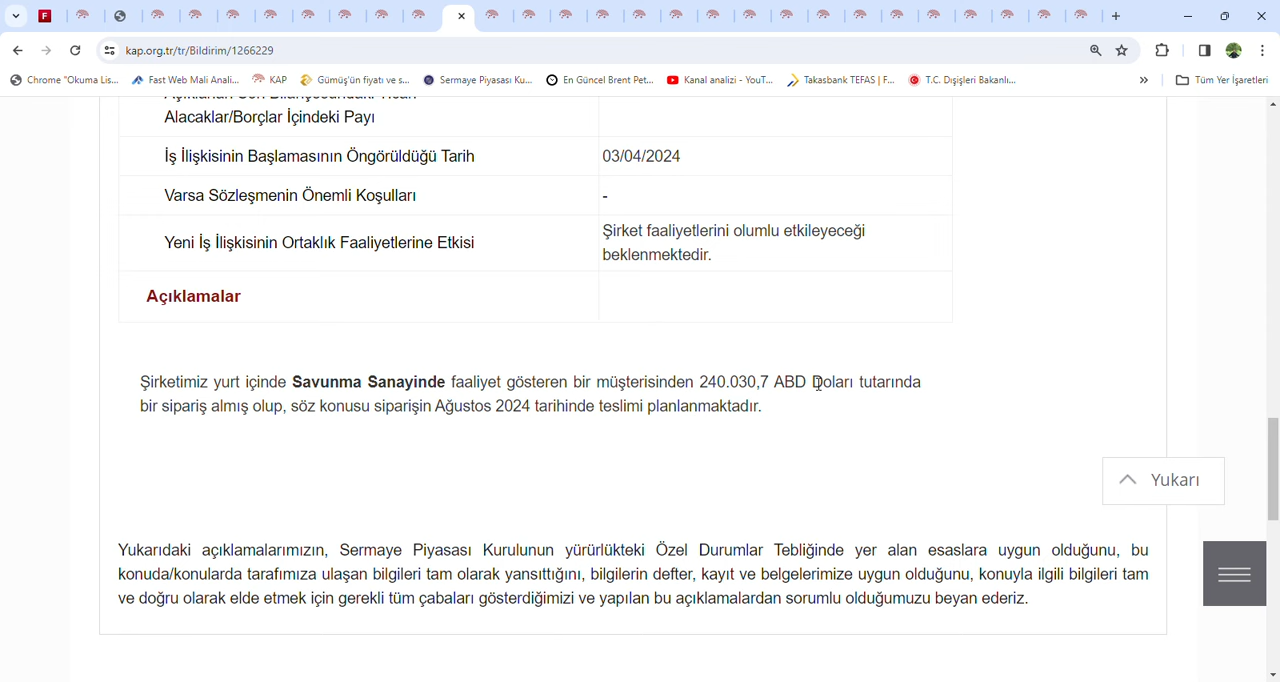 F
kap.org.tr/tr/Bildirim/1266229
Chrome "Okuma Lis... Fast Web Mali Anali... KAP Gümüş'ün fiyatı ve s... Sermaye Piyasası Ku... En Güncel Brent Pet... Kanal analizi - YouT... Takasbank TEFAS | F... T.C. Dışişleri Bakanlı... » Tüm Yer İşaretleri
Alacaklar/Borçlar İçindeki Payı
İş İlişkisinin Başlamasının Öngörüldüğü Tarih 03/04/2024
Varsa Sözleşmenin Önemli Koşulları -
Yeni İş İlişkisinin Ortaklık Faaliyetlerine Etkisi
Şirket faaliyetlerini olumlu etkileyeceği
beklenmektedir.
Açıklamalar
Şirketimiz yurt içinde Savunma Sanayinde faaliyet gösteren bir müşterisinden 240.030,7 ABD Doları tutarında
bir sipariş almış olup, söz konusu siparişin Ağustos 2024 tarihinde teslimi planlanmaktadır.
Yukarı
Yukarıdaki açıklamalarımızın, Sermaye Piyasası Kurulunun yürürlükteki Özel Durumlar Tebliğinde yer alan esaslara uygun olduğunu, bu
konuda/konularda tarafımıza ulaşan bilgileri tam olarak yansıttığını, bilgilerin defter, kayıt ve belgelerimize uygun olduğunu, konuyla ilgili bilgileri tam
ve doğru olarak elde etmek için gerekli tüm çabaları gösterdiğimizi ve yapılan bu açıklamalardan sorumlu olduğumuzu beyan ederiz.